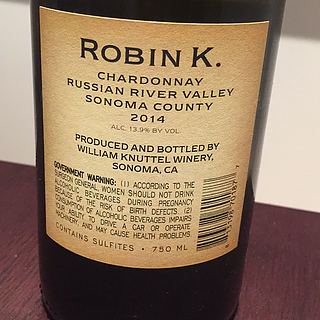 ROBIN K.
CHARDONNAY
RUSSIAN RIVER VALLEY
SONOMA COUNTY
2014
ALC. 13.9% BY VOL.
PRODUCED AND BOTTLED BY
WILLIAM KNUTTEL WINERY,
SONOMA, CA
GOVERNMENT WARNING: (1) ACCORDING TO THE
SURGEON GENERAL, WOMEN SHOULD NOT DRINK
ALCOHOLIC BEVERAGES DURING PREGNANCY
BECAUSE OF THE RISK OF BIRTH DEFECTS. (2)
CONSUMPTION OF ALCOHOLIC BEVERAGES IMPAIRS
YOUR ABILITY TO DRIVE A CAR OR OPERATE
MACHINERY, AND MAY CAUSE HEALTH PROBLEMS.
CONTAINS SULFITES • 750 ML